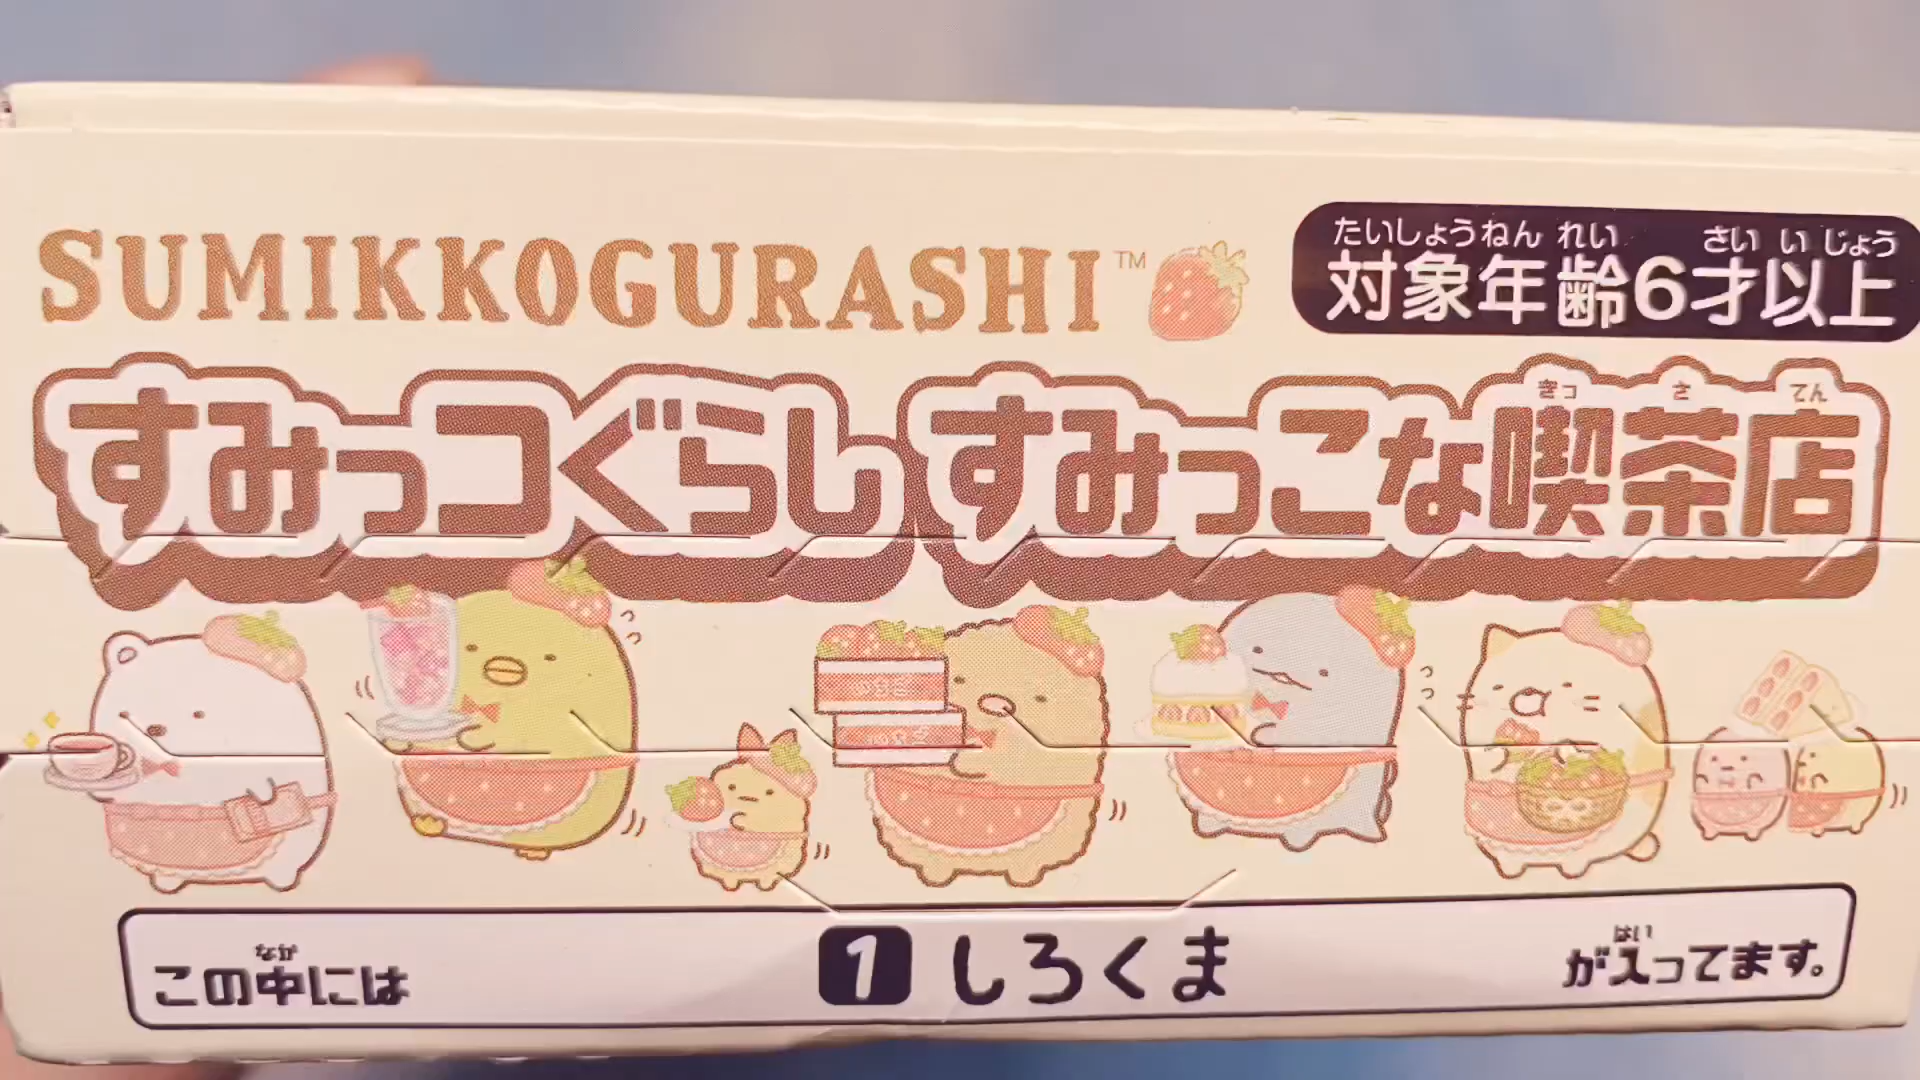 SUMIKKOGURASHI™
たいしょうねんれい さいいじょう
対象年齢6才以上
きっさてん
すみっコぐらし すみっこな喫茶店
なか はい
この中には 1 しろくま が入ってます。